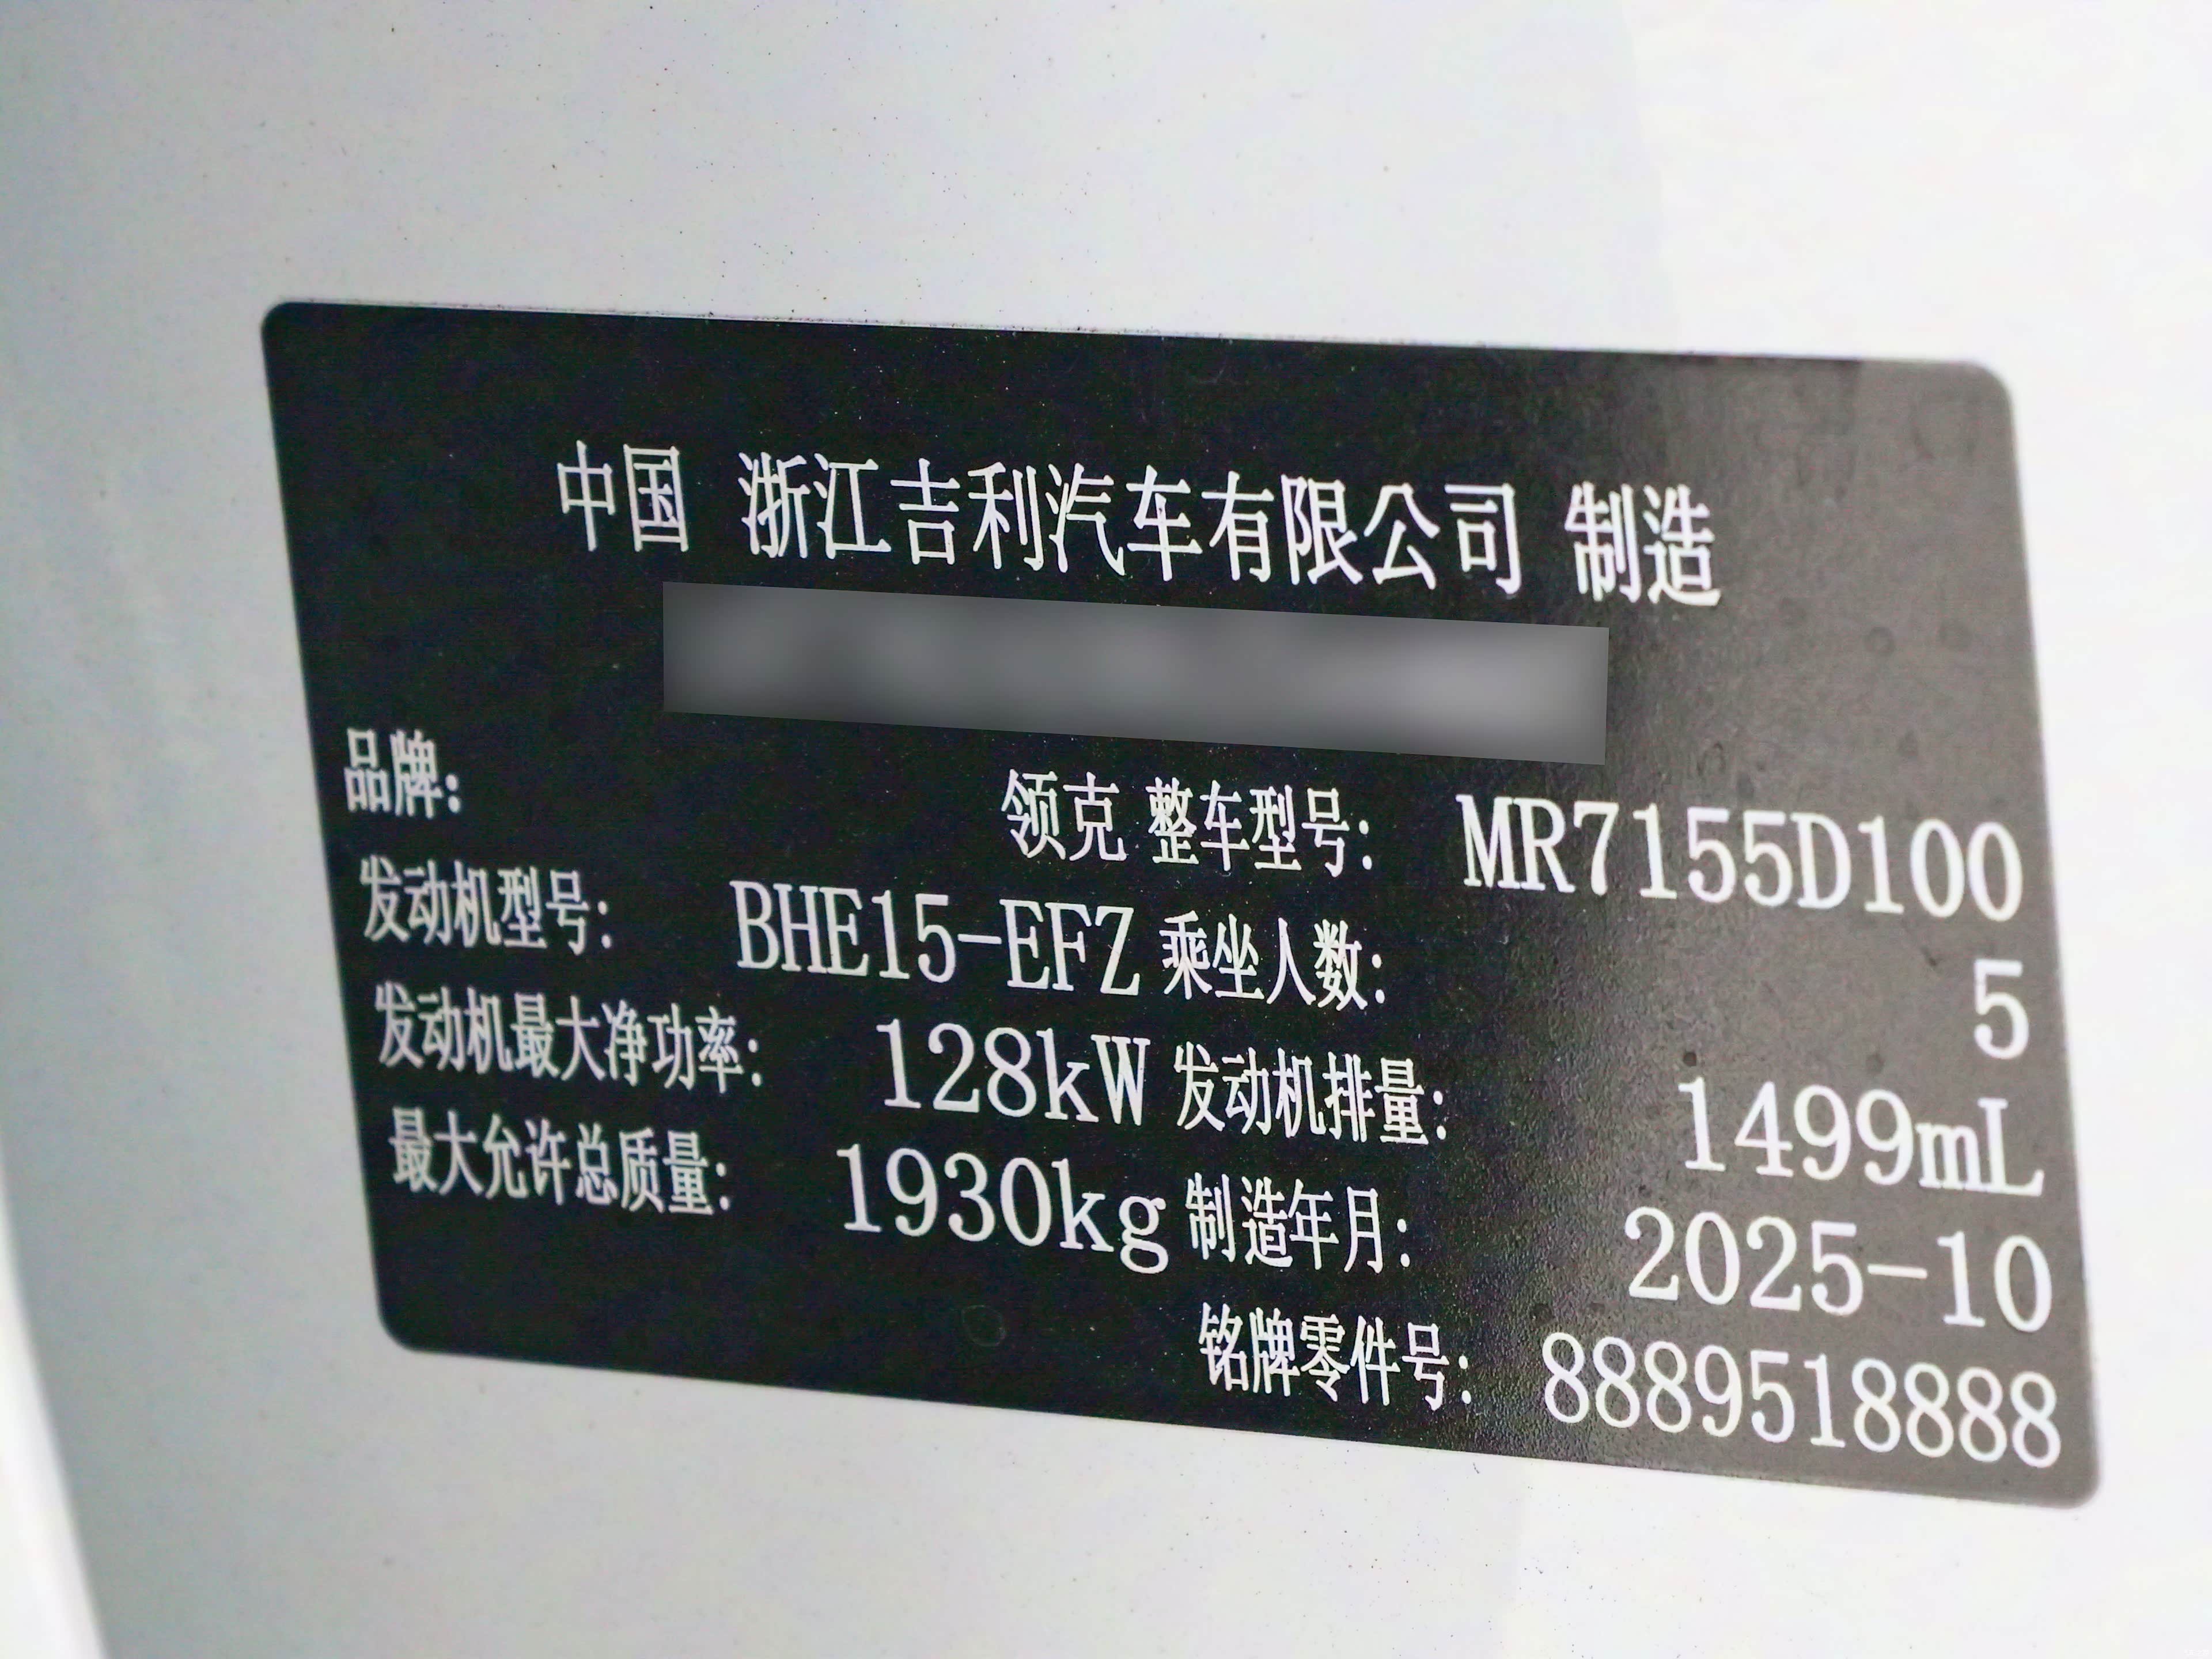 中国 浙江吉利汽车有限公司 制造
品牌: 领克 整车型号: MR7155D100
发动机型号: BHE15-EFZ 乘坐人数: 5
发动机最大净功率: 128kW 发动机排量: 1499mL
最大允许总质量: 1930kg 制造年月: 2025-10
铭牌零件号: 8889518888